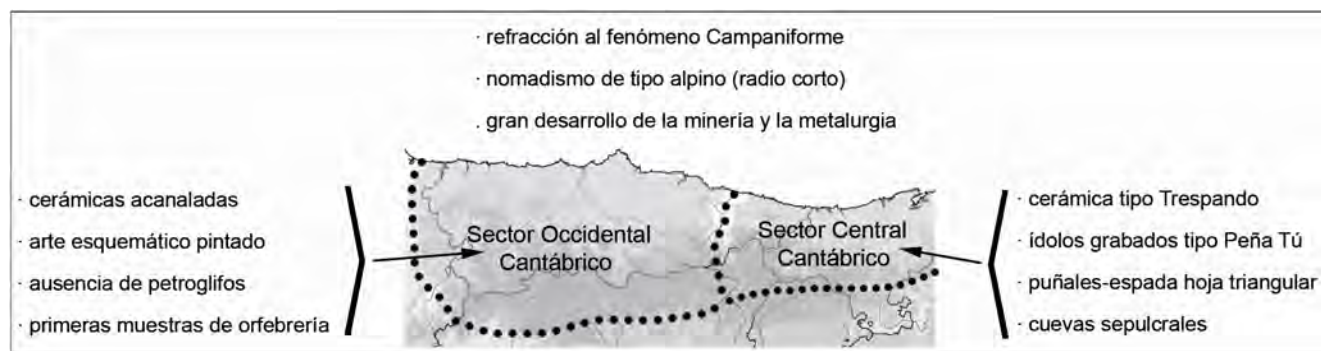 · refracción al fenómeno Campaniforme
· nomadismo de tipo alpino (radio corto)
. gran desarrollo de la minería y la metalurgia
· cerámicas acanaladas
· arte esquemático pintado
· ausencia de petroglifos
· primeras muestras de orfebrería
Sector Occidental
Cantábrico
Sector Central
Cantábrico
· cerámica tipo Trespando
· ídolos grabados tipo Peña Tú
· puñales-espada hoja triangular
· cuevas sepulcrales